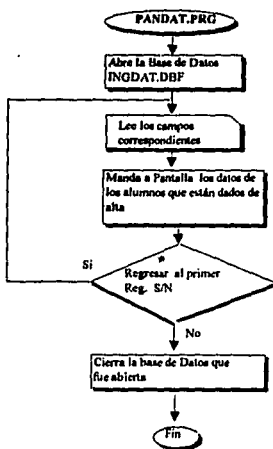 PANDAT.PRG
Abre la Base de Datos
INGDAT.DBF
Lee los campos
correspondientes
Manda a Pantalla los datos de
los alumnos que están dados de
alta
Si
*
Regresar al primer
Reg. S/N
No
Cierra la base de Datos que
fue abierta
Fin